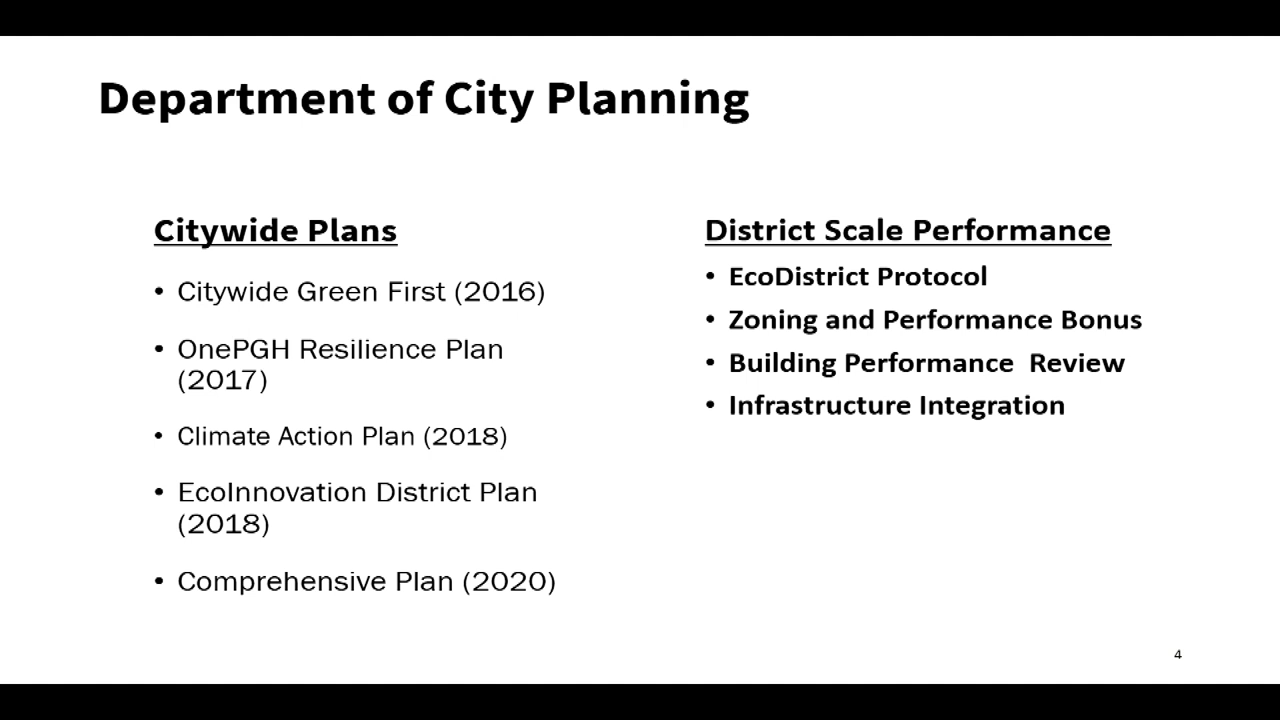 Department of City Planning
Citywide Plans
• Citywide Green First (2016)
• OnePGH Resilience Plan
(2017)
• Climate Action Plan (2018)
• EcoInnovation District Plan
(2018)
• Comprehensive Plan (2020)
District Scale Performance
• EcoDistrict Protocol
• Zoning and Performance Bonus
• Building Performance  Review
• Infrastructure Integration
4